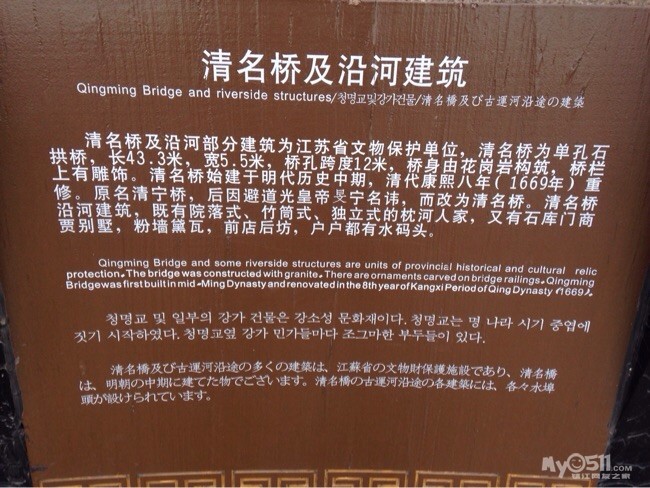 清名桥及沿河建筑
Qingming Bridge and riverside structures/청명교및강가건물/清名橋及び古運河沿途の建築
清名桥及沿河部分建筑为江苏省文物保护单位，清名桥为单孔石
拱桥，长43.3米，宽5.5米，桥孔跨度12米，桥身由花岗岩构筑，桥栏
上有雕饰。清名桥始建于明代历史中期，清代康熙八年(1669年)重
修。原名清宁桥，后因避道光皇帝旻宁名讳，而改为清名桥。清名桥
沿河建筑，既有院落式、竹筒式、独立式的枕河人家，又有石库门商
贾别墅，粉墙黛瓦，前店后坊，户户都有水码头。
Qingming Bridge and some riverside structures are units of provincial historical and cultural relic
protection.The bridge was constructed with granite.There are ornaments carved on bridge railings.Qingming
Bridgewas first built in mid-Ming Dynasty and renovated in the 8th year of Kangxi Period of Qing Dynasty (1669).
청명교 및 일부의 강가 건물은 강소성 문화재이다. 청명교는 명 나라 시기 중엽에
짓기 시작하였다. 청명교옆 강가 민가들마다 조그마한 부두들이 있다.
清名橋及び古運河沿途の多くの建築は、江蘇省の文物財保護施設であり、清名橋
は、明朝の中期に建てた物でございます。清名橋の古運河沿途の各建築には、各々水埠
頭が設けられています。
My0511.COM
镇江网友之家